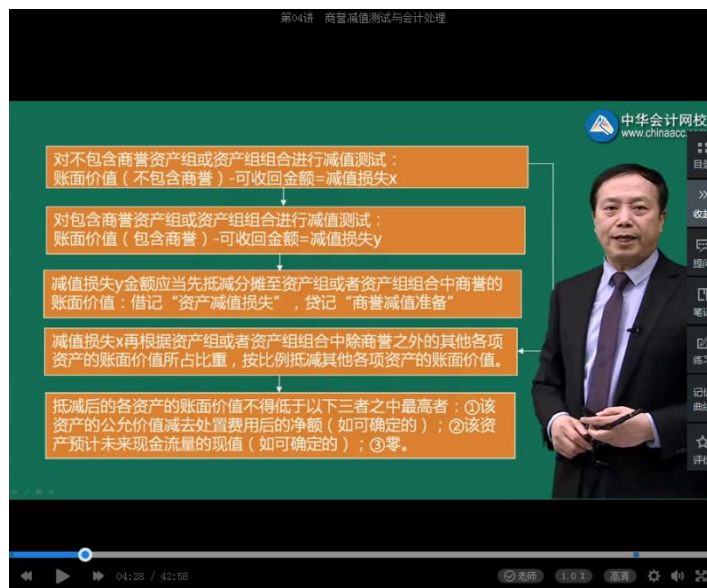 第04讲 商誉减值测试与会计处理
中华会计网校
www.chinaacc.
对不包含商誉资产组或资产组组合进行减值测试：
账面价值（不包含商誉）-可收回金额=减值损失x
对包含商誉资产组或资产组组合进行减值测试：
账面价值（包含商誉）-可收回金额=减值损失y
减值损失y金额应当先抵减分摊至资产组或者资产组组合中商誉的
账面价值：借记“资产减值损失”，贷记“商誉减值准备”
减值损失x再根据资产组或者资产组组合中除商誉之外的其他各项
资产的账面价值所占比重，按比例抵减其他各项资产的账面价值。
抵减后的各资产的账面价值不得低于以下三者之中最高者：①该
资产的公允价值减去处置费用后的净额（如可确定的）；②该资
产预计未来现金流量的现值（如可确定的）；③零。
目录
收起
提问
笔记
练习
记忆
曲线
评价
04:28 / 42:58
老师
1.0 X
高清